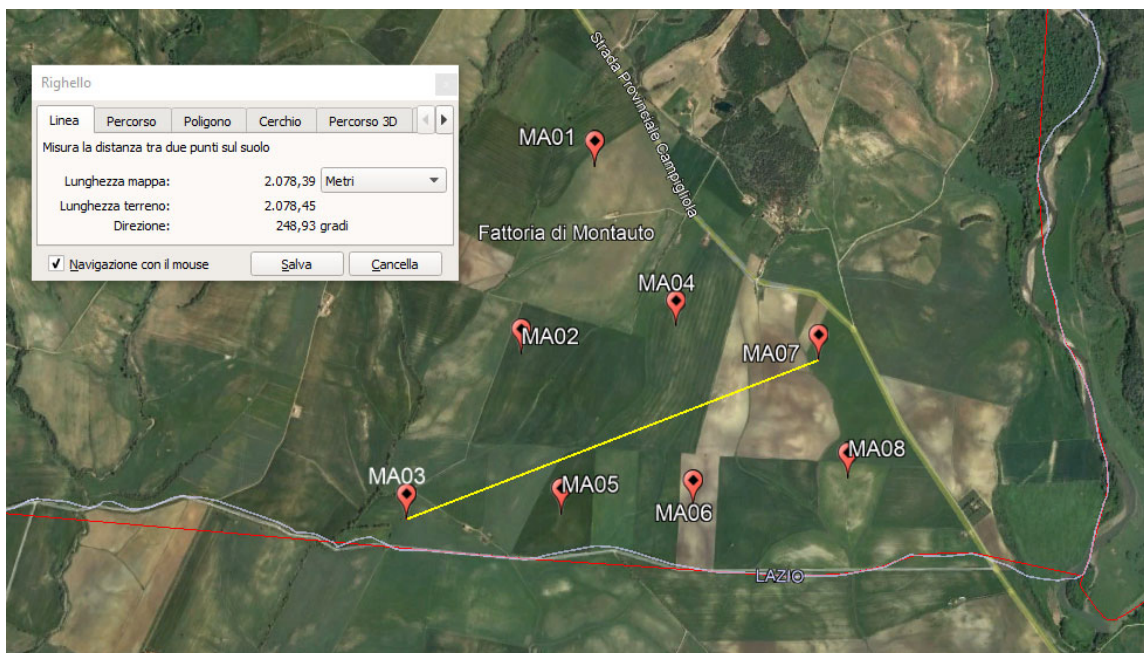 Righello
Linea Percorso Poligono Cerchio Percorso 3D
Misura la distanza tra due punti sul suolo
Lunghezza mappa: 2.078,39 Metri
Lunghezza terreno: 2.078,45
Direzione: 248,93 gradi
Navigazione con il mouse Salva Cancella
Strada Provinciale Campigliola
MA01
Fattoria di Montauto
MA04
MA02
MA07
MA08
MA03
MA05
MA06
LAZIO